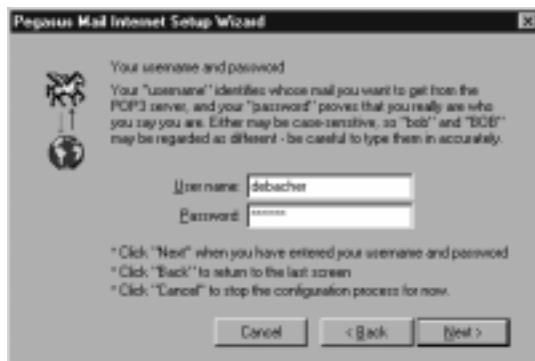 Pegasus Mail Internet Setup Wizard
Your username and password
Your "username" identifies whose mail you want to get from the
POP3 server, and your "password" proves that you really are who
you say you are. Either may be case-sensitive, so "bob" and "BOB"
may be regarded as different - be careful to type them in accurately.
User name: debacher
Password: ******
* Click "Next" when you have entered your username and password
* Click "Back" to return to the last screen
* Click "Cancel" to stop the configuration process for now.
Cancel < Back Next >